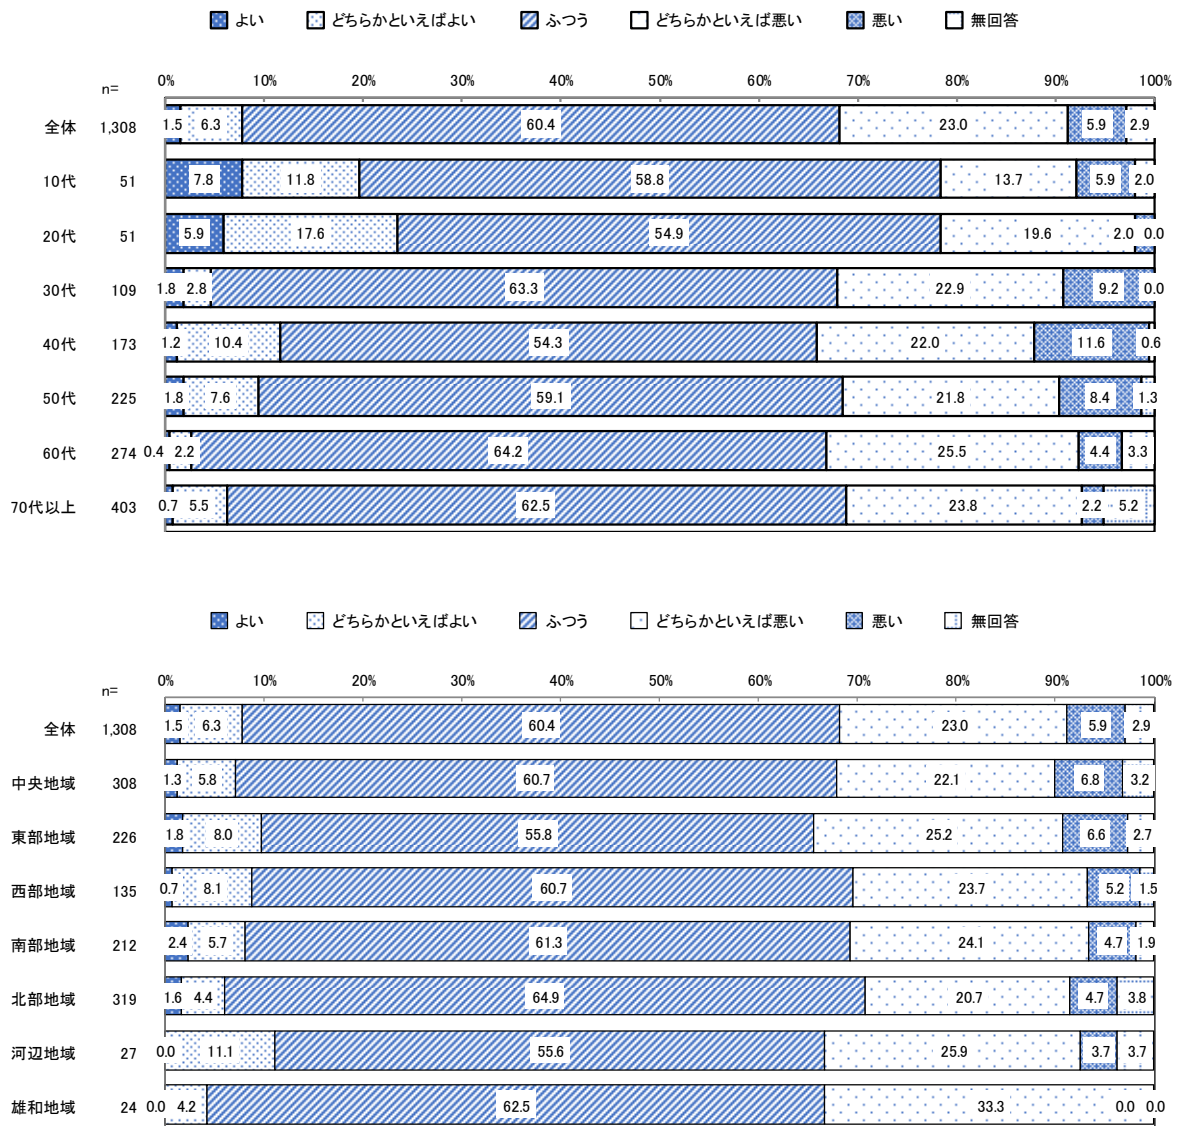 よい どちらかといえばよい ふつう どちらかといえば悪い 悪い 無回答
n= 0% 10% 20% 30% 40% 50% 60% 70% 80% 90% 100%
全体 1,308 1.5 6.3 60.4 23.0 5.9 2.9
10代 51 7.8 11.8 58.8 13.7 5.9 2.0
20代 51 5.9 17.6 54.9 19.6 2.0 0.0
30代 109 1.8 2.8 63.3 22.9 9.2 0.0
40代 173 1.2 10.4 54.3 22.0 11.6 0.6
50代 225 1.8 7.6 59.1 21.8 8.4 1.3
60代 274 0.4 2.2 64.2 25.5 4.4 3.3
70代以上 403 0.7 5.5 62.5 23.8 2.2 5.2
よい どちらかといえばよい ふつう どちらかといえば悪い 悪い 無回答
n= 0% 10% 20% 30% 40% 50% 60% 70% 80% 90% 100%
全体 1,308 1.5 6.3 60.4 23.0 5.9 2.9
中央地域 308 1.3 5.8 60.7 22.1 6.8 3.2
東部地域 226 1.8 8.0 55.8 25.2 6.6 2.7
西部地域 135 0.7 8.1 60.7 23.7 5.2 1.5
南部地域 212 2.4 5.7 61.3 24.1 4.7 1.9
北部地域 319 1.6 4.4 64.9 20.7 4.7 3.8
河辺地域 27 0.0 11.1 55.6 25.9 3.7 3.7
雄和地域 24 0.0 4.2 62.5 33.3 0.0 0.0